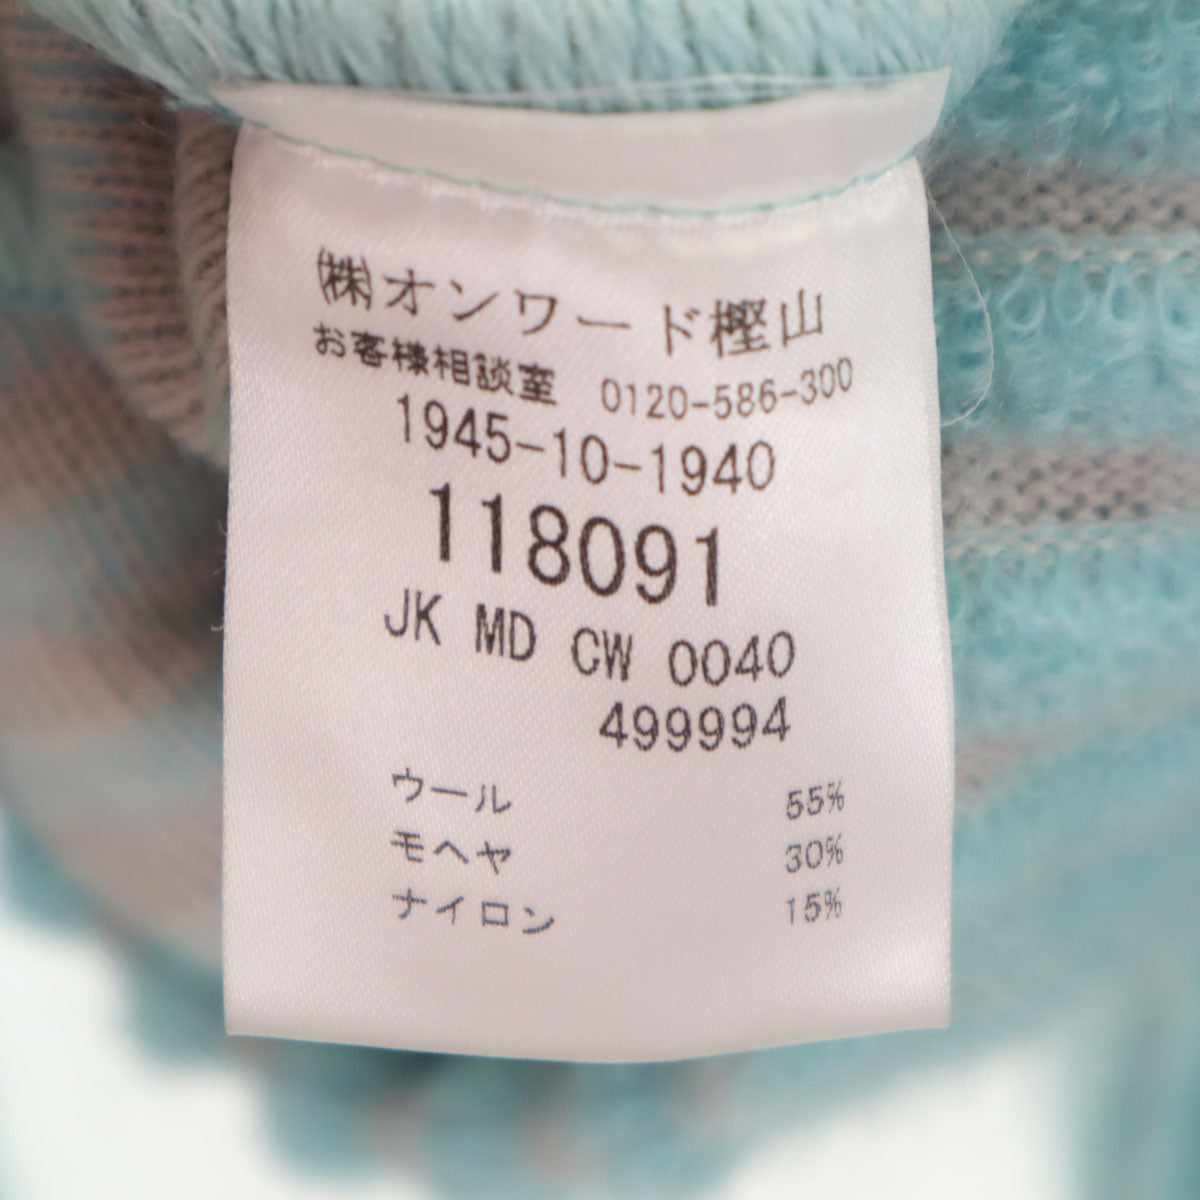 ㈱オンワード樫山
お客様相談室 0120-586-300
1945-10-1940
118091
JK MD CW 0040
499994
ウール 55%
モヘヤ 30%
ナイロン 15%